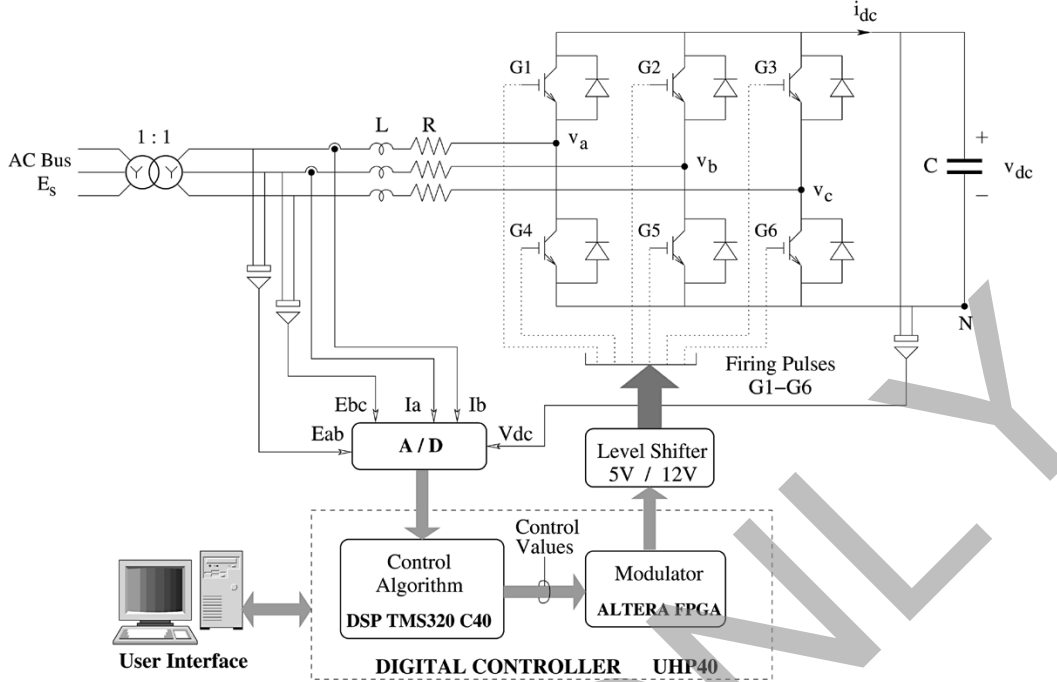 i_dc
G1
G2
G3
1 : 1
L
R
v_a
AC Bus
E_s
Y Y
v_b
v_c
C
+
v_dc
−
G4
G5
G6
N
Firing Pulses
G1−G6
Ebc
Ia
Ib
Eab
Vdc
A / D
Level Shifter
5V / 12V
Control
Values
Control
Algorithm
DSP TMS320 C40
Modulator
ALTERA FPGA
User Interface
DIGITAL CONTROLLER UHP40
NLY